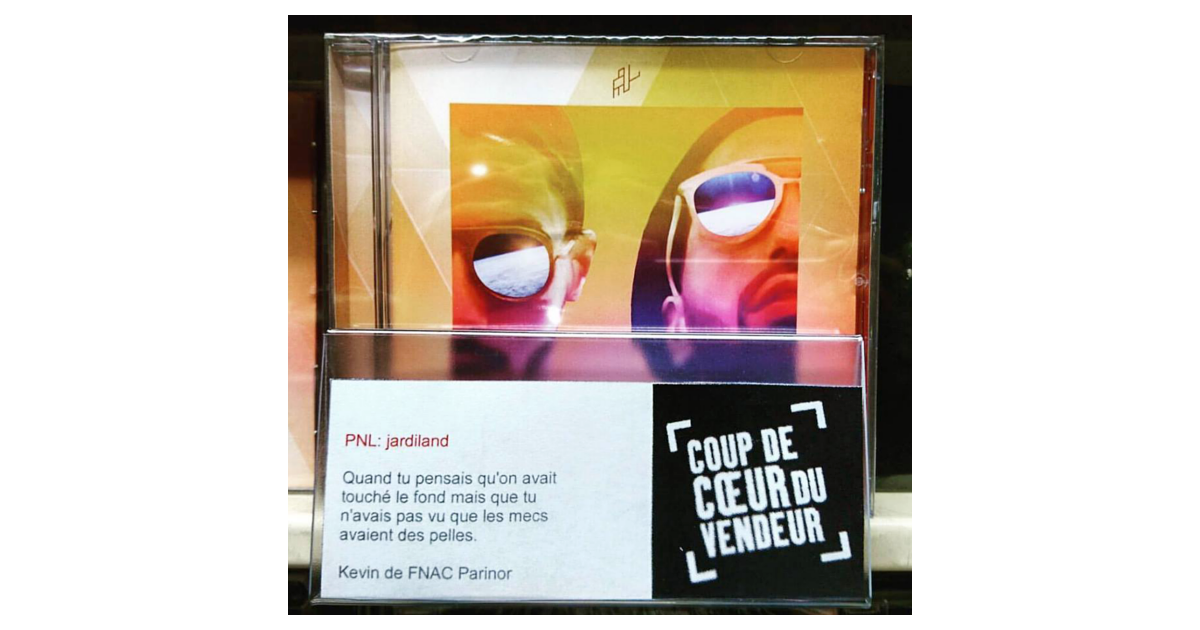 PNL
PNL: jardiland
Quand tu pensais qu'on avait
touché le fond mais que tu
n'avais pas vu que les mecs
avaient des pelles.
Kevin de FNAC Parinor
COUP DE
CŒUR DU
VENDEUR